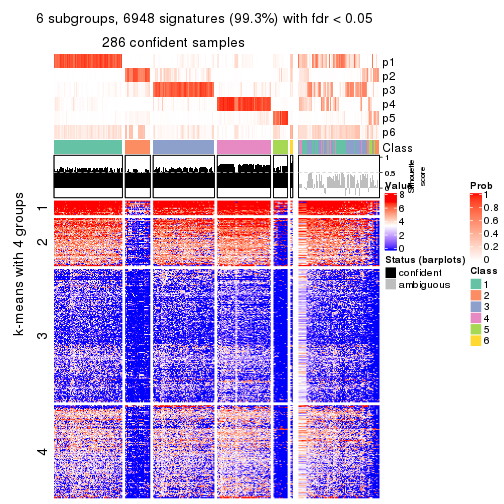 6 subgroups, 6948 signatures (99.3%) with fdr < 0.05
286 confident samples
p1
p2
p3
p4
p5
p6
Class
1
0.5
0
Silhouette
score
k-means with 4 groups
1
2
3
4
Value
8
6
4
2
0
Status (barplots)
confident
ambiguous
Prob
1
0.8
0.6
0.4
0.2
0
Class
1
2
3
4
5
6